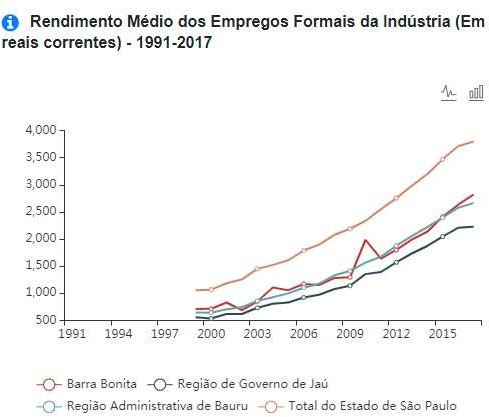 Rendimento Médio dos Empregos Formais da Indústria (Em
reais correntes) - 1991-2017
4,000
3,500
3,000
2,500
2,000
1,500
1,000
500
1991 1994 1997 2000 2003 2006 2009 2012 2015
Barra Bonita Região de Governo de Jaú
Região Administrativa de Bauru Total do Estado de São Paulo